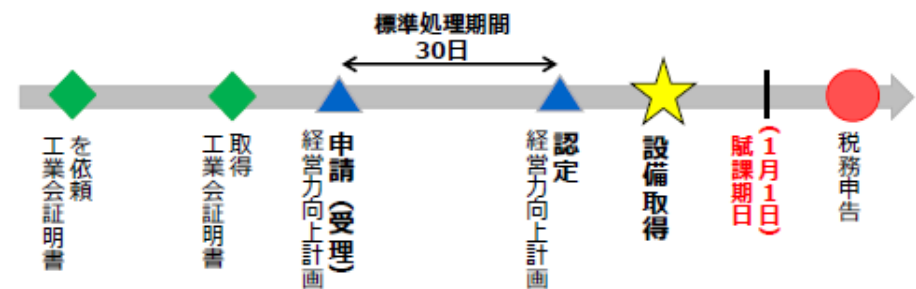 標準処理期間
30日
工業会証明書
を依頼
工業会証明書
取得
経営力向上計画
申請（受理）
経営力向上計画
認定
設備取得
賦課期日
(1月1日)
税務申告